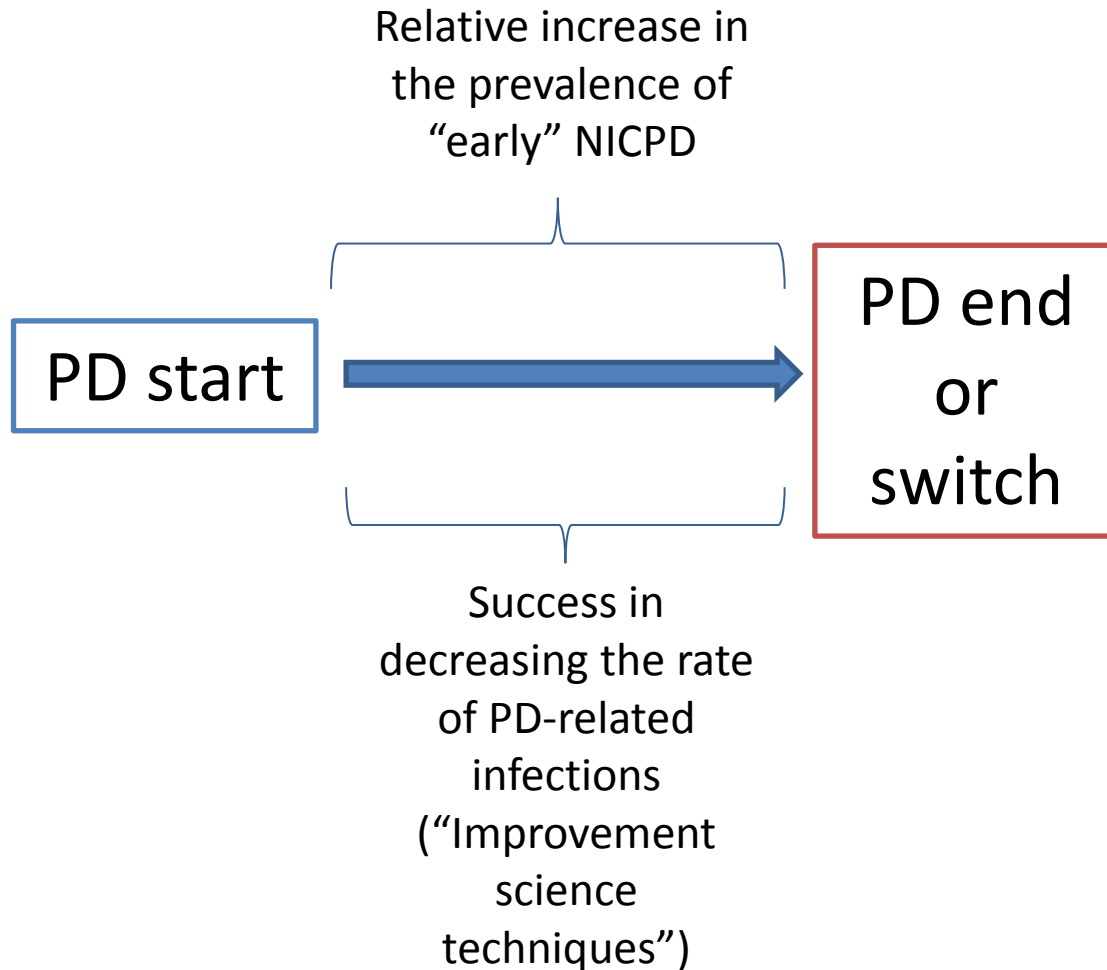 Relative increase in
the prevalence of
“early” NICPD
PD start
PD end
or
switch
Success in
decreasing the rate
of PD-related
infections
(“Improvement
science
techniques”)